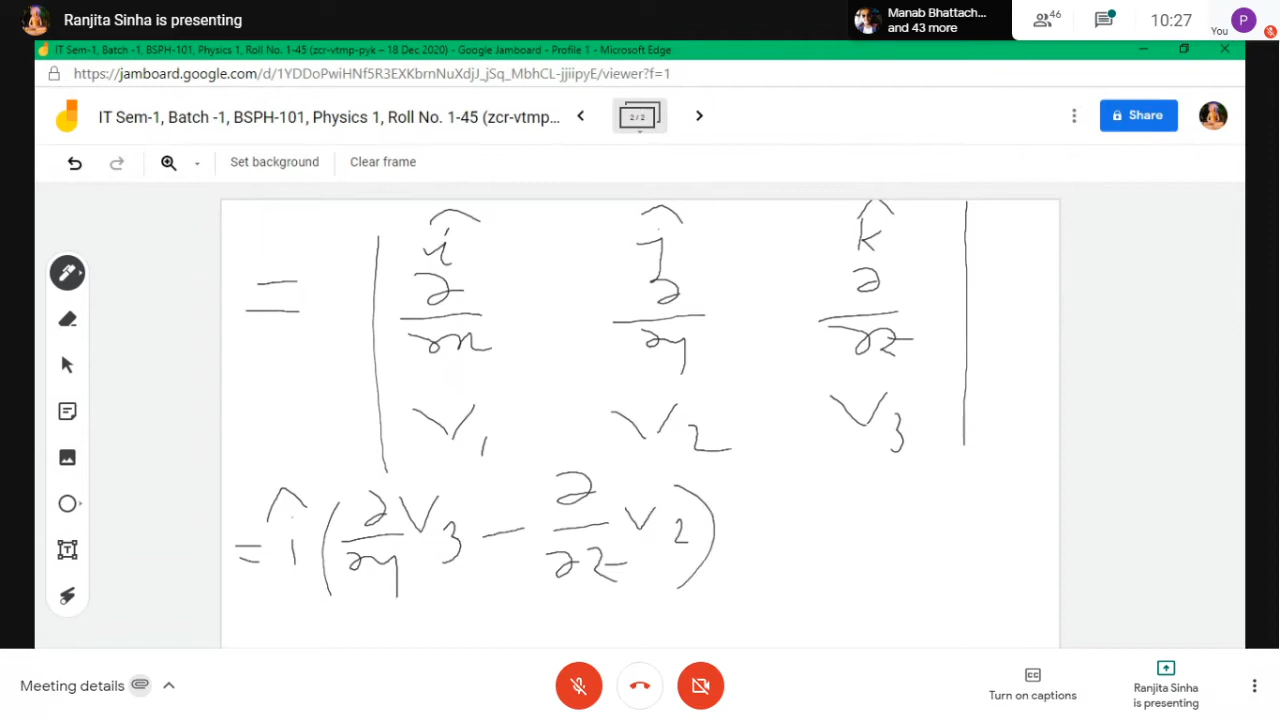 Ranjita Sinha is presenting
Manab Bhattach...
and 43 more
46
10:27
P
You
IT Sem-1, Batch -1, BSPH-101, Physics 1, Roll No. 1-45 (zcr-vtmp-pyk – 18 Dec 2020) - Google Jamboard - Profile 1 - Microsoft Edge
https://jamboard.google.com/d/1YDDoPwiHNf5R3EXKbrnNuXdjJ_jSq_MbhCL-jjiipyE/viewer?f=1
IT Sem-1, Batch -1, BSPH-101, Physics 1, Roll No. 1-45 (zcr-vtmp...
2 / 2
Share
Set background
Clear frame
= | î ĵ k̂ |
∂/∂x ∂/∂y ∂/∂z
V₁ V₂ V₃
= î (∂/∂y V₃ − ∂/∂z V₂)
Meeting details
Turn on captions
Ranjita Sinha
is presenting